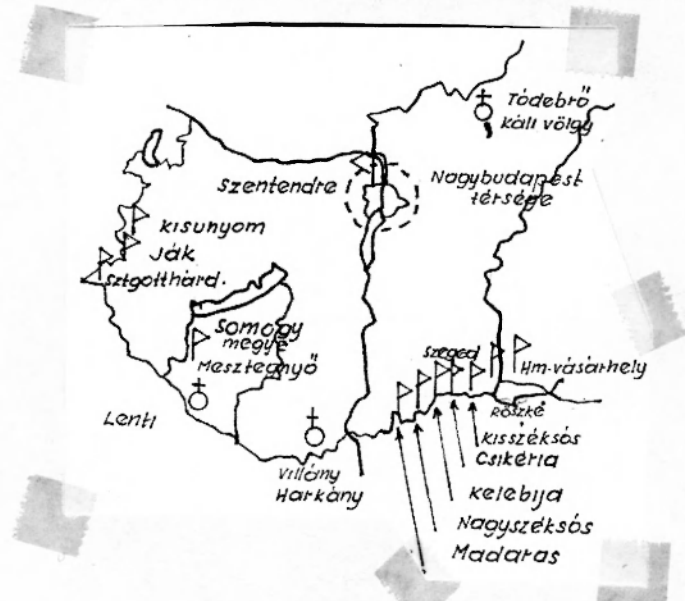 Tódebrő
káli völgy
Szentendre
Nagybudapest
térsége
kisunyom
Ják
Sztgotthárd.
Somogy
megye
Mesztegnyő
Szeged
Hm-vásárhely
Lenti
Röszke
kisszéksós
Csikéria
Villány
Harkány
kelebija
Nagyszéksós
Madaras